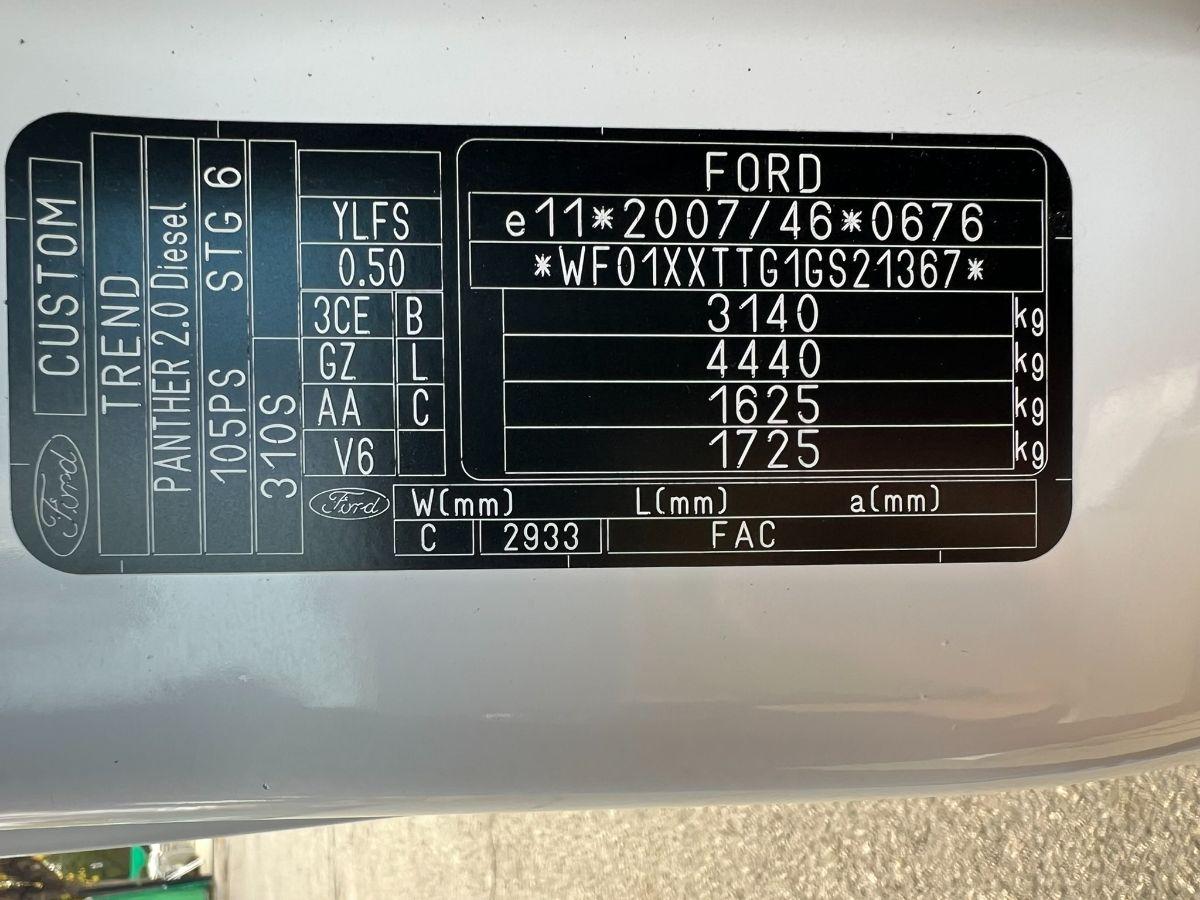 FORD
e11*2007/46*0676
*WF01XXTTG1GS21367*
3140 kg
4440 kg
1625 kg
1725 kg
W(mm) L(mm) a(mm)
C 2933 FAC
Ford
YLFS
0.50
3CE B
GZ L
AA C
V6
Ford CUSTOM
TREND
PANTHER 2.0 Diesel
105PS STG 6
310S